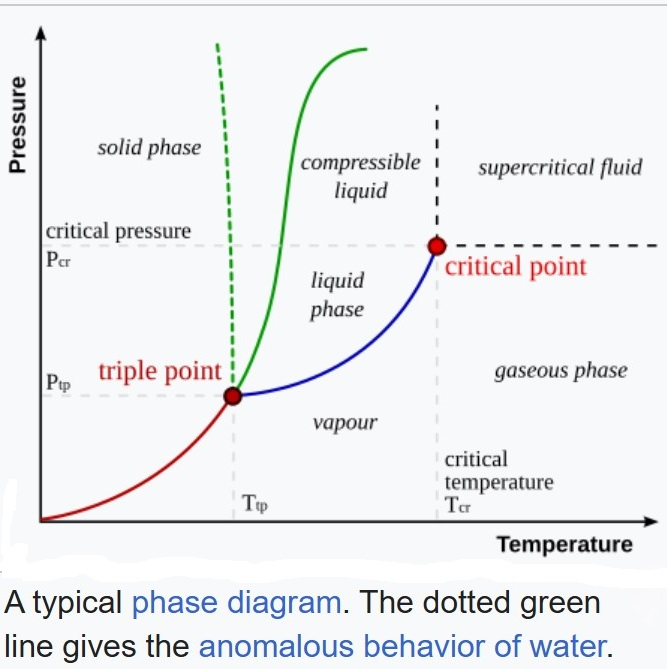 Pressure
solid phase
compressible
liquid
supercritical fluid
critical pressure
Pcr
critical point
liquid
phase
triple point
Ptp
gaseous phase
vapour
critical
temperature
Tcr
Ttp
Temperature
A typical phase diagram. The dotted green
line gives the anomalous behavior of water.